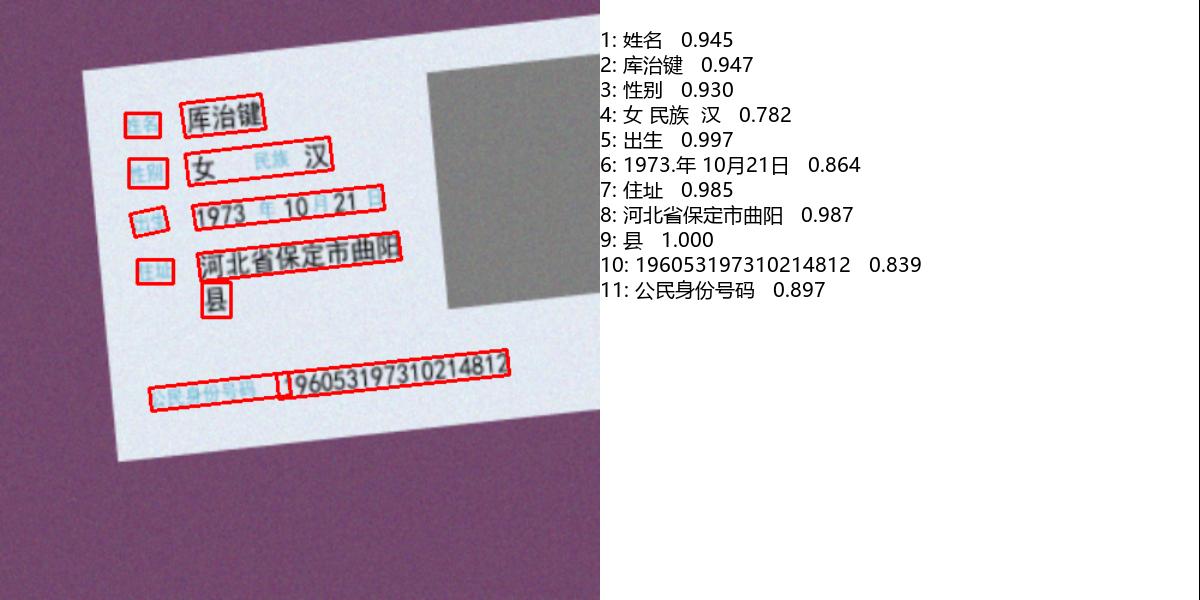 姓名 厍治键
性别 女 民族 汉
出生 1973 年 10 月 21 日
住址 河北省保定市曲阳
县
公民身份号码 196053197310214812
1: 姓名 0.945
2: 库治键 0.947
3: 性别 0.930
4: 女 民族 汉 0.782
5: 出生 0.997
6: 1973.年 10月21日 0.864
7: 住址 0.985
8: 河北省保定市曲阳 0.987
9: 县 1.000
10: 196053197310214812 0.839
11: 公民身份号码 0.897